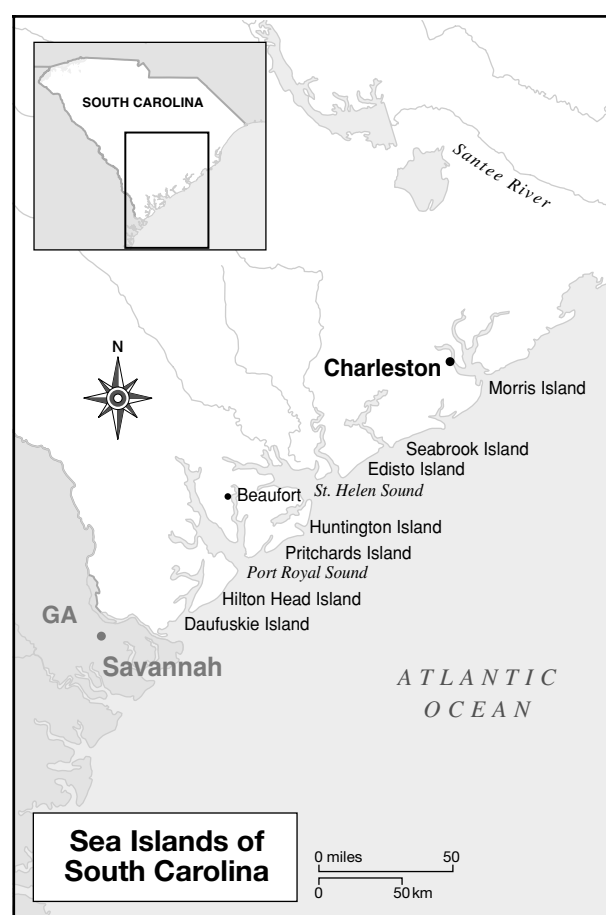 SOUTH CAROLINA
Santee River
N
Charleston
Morris Island
Seabrook Island
Edisto Island
Beaufort
St. Helen Sound
Huntington Island
Pritchards Island
Port Royal Sound
Hilton Head Island
GA
Daufuskie Island
Savannah
ATLANTIC
OCEAN
Sea Islands of
South Carolina
0 miles 50
0 50 km